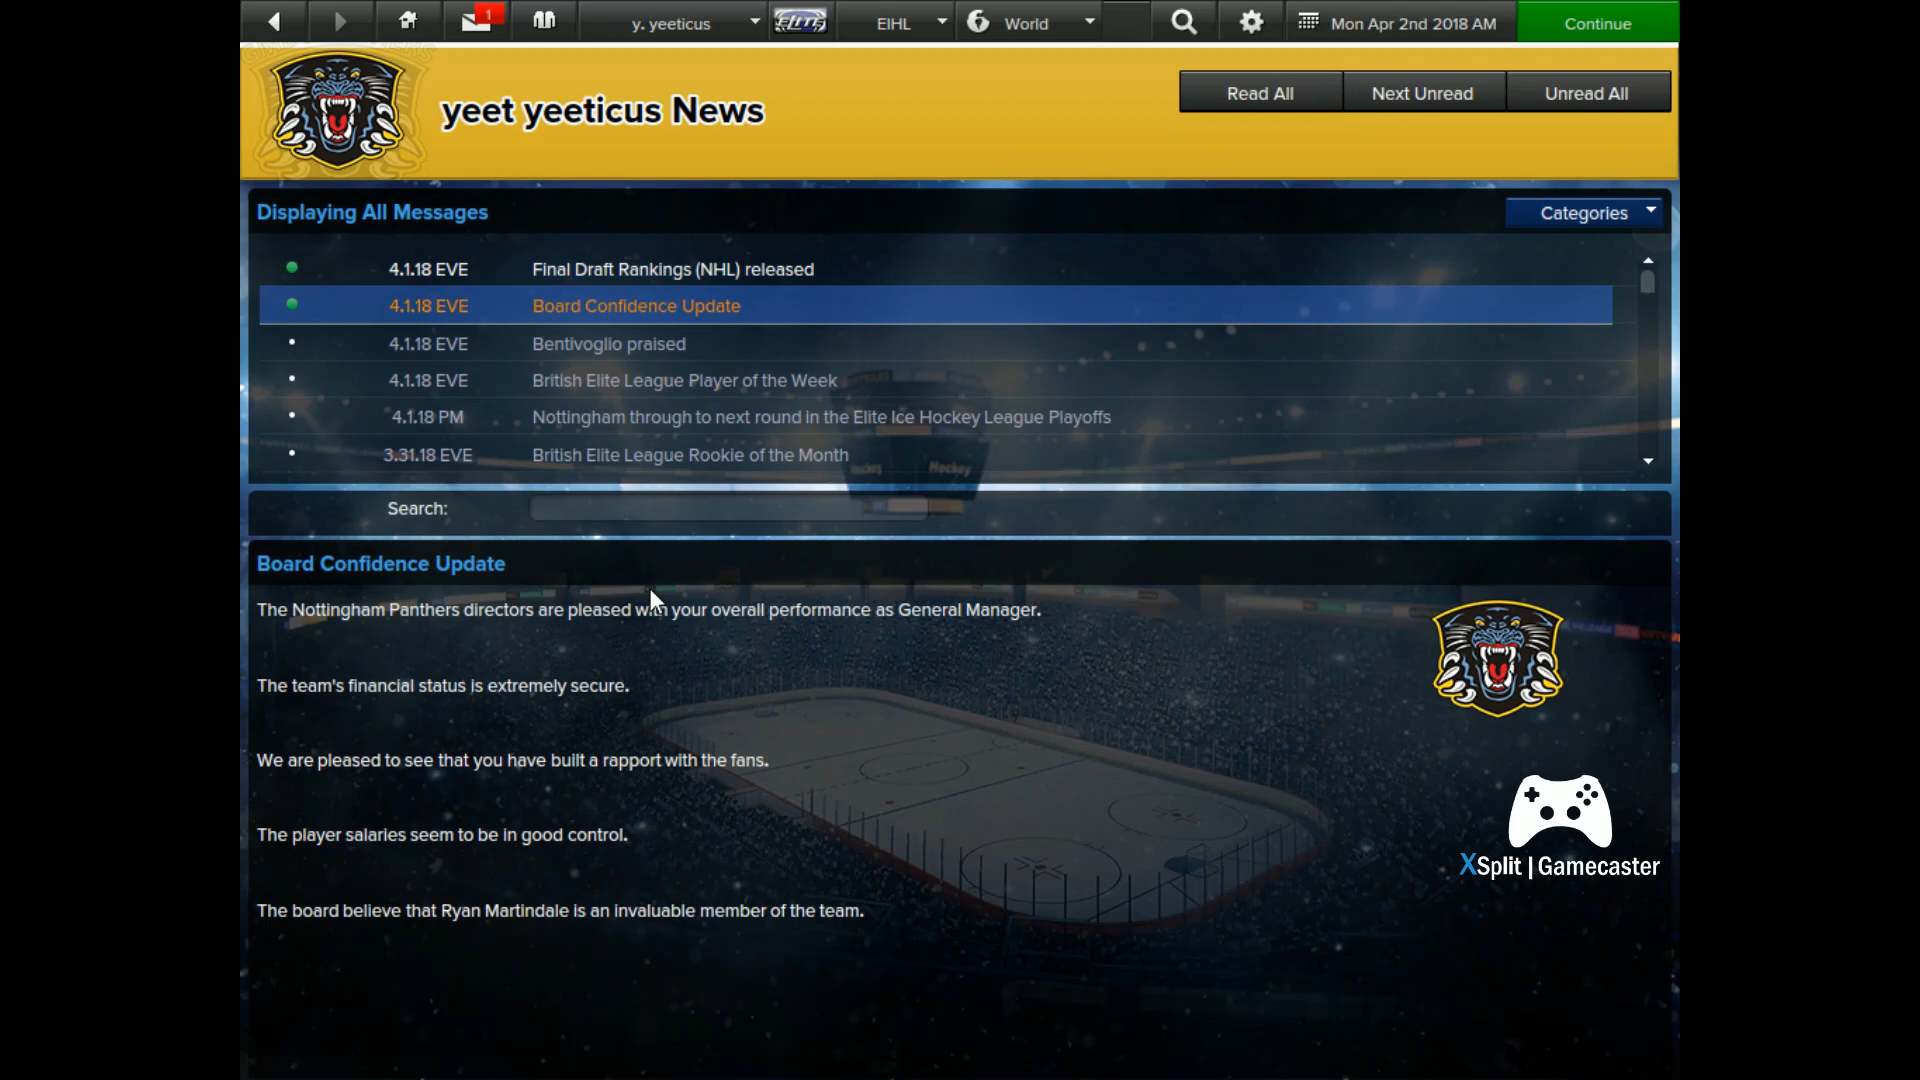 1
y. yeeticus
ELITE
EIHL
World
Mon Apr 2nd 2018 AM
Continue
yeet yeeticus News
Read All
Next Unread
Unread All
Displaying All Messages
Categories
4.1.18 EVE Final Draft Rankings (NHL) released
4.1.18 EVE Board Confidence Update
4.1.18 EVE Bentivoglio praised
4.1.18 EVE British Elite League Player of the Week
4.1.18 PM Nottingham through to next round in the Elite Ice Hockey League Playoffs
3.31.18 EVE British Elite League Rookie of the Month
Hockey Hockey
Search:
Board Confidence Update
The Nottingham Panthers directors are pleased with your overall performance as General Manager.
The team's financial status is extremely secure.
We are pleased to see that you have built a rapport with the fans.
The player salaries seem to be in good control.
XSplit | Gamecaster
The board believe that Ryan Martindale is an invaluable member of the team.